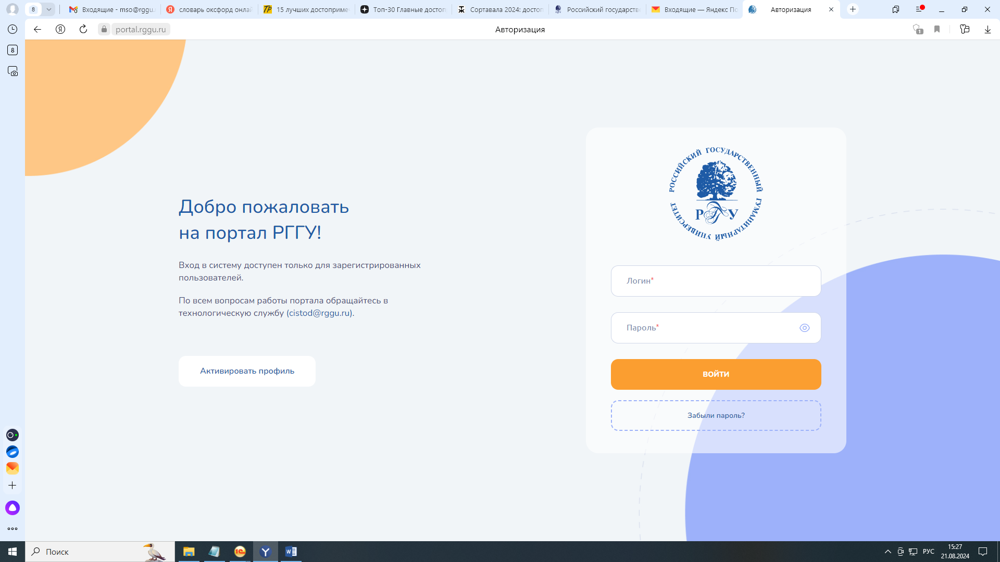 8
Входящие - mso@rggu.
словарь оксфорд онлай
15 лучших достоприме
Топ-30 Главные достоп
Сортавала 2024: достоп
Российский государстве
Входящие — Яндекс По
Авторизация
portal.rggu.ru
Авторизация
1
8
РОССИЙСКИЙ ГОСУДАРСТВЕННЫЙ ГУМАНИТАРНЫЙ УНИВЕРСИТЕТ
РГГУ
Добро пожаловать
на портал РГГУ!
Вход в систему доступен только для зарегистрированных
пользователей.
По всем вопросам работы портала обращайтесь в
технологическую службу (cistod@rggu.ru).
Активировать профиль
Логин*
Пароль*
ВОЙТИ
Забыли пароль?
Поиск
РУС
15:27
21.08.2024